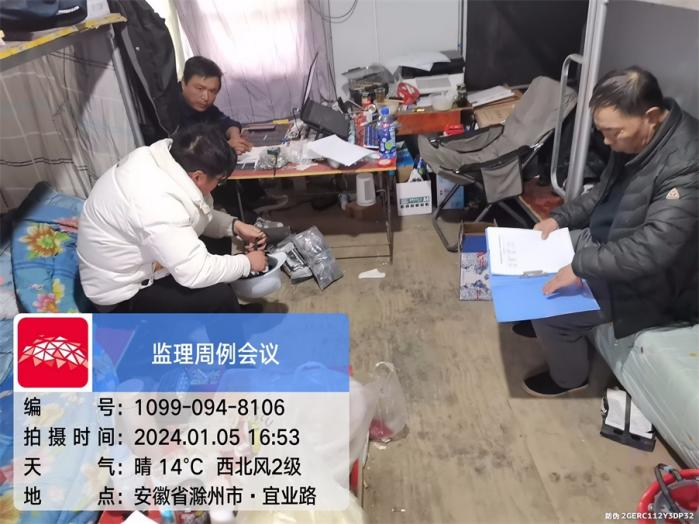 监理周例会议
编 号：1099-094-8106
拍摄时间：2024.01.05 16:53
天 气：晴 14°C 西北风2级
地 点：安徽省滁州市·宜业路
防伪 2GERC112Y3DP32